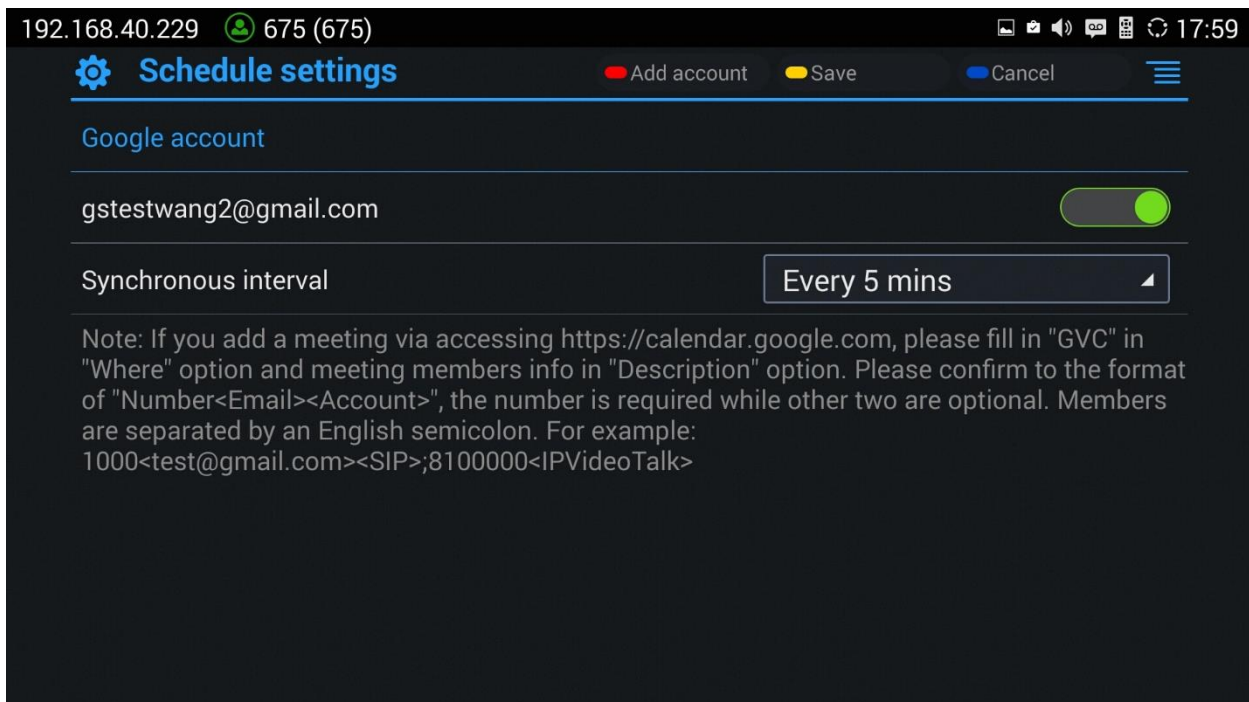 192.168.40.229 675 (675) 17:59
Schedule settings Add account Save Cancel
Google account
gstestwang2@gmail.com
Synchronous interval Every 5 mins
Note: If you add a meeting via accessing https://calendar.google.com, please fill in "GVC" in
"Where" option and meeting members info in "Description" option. Please confirm to the format
of "Number<Email><Account>", the number is required while other two are optional. Members
are separated by an English semicolon. For example:
1000<test@gmail.com><SIP>;8100000<IPVideoTalk>